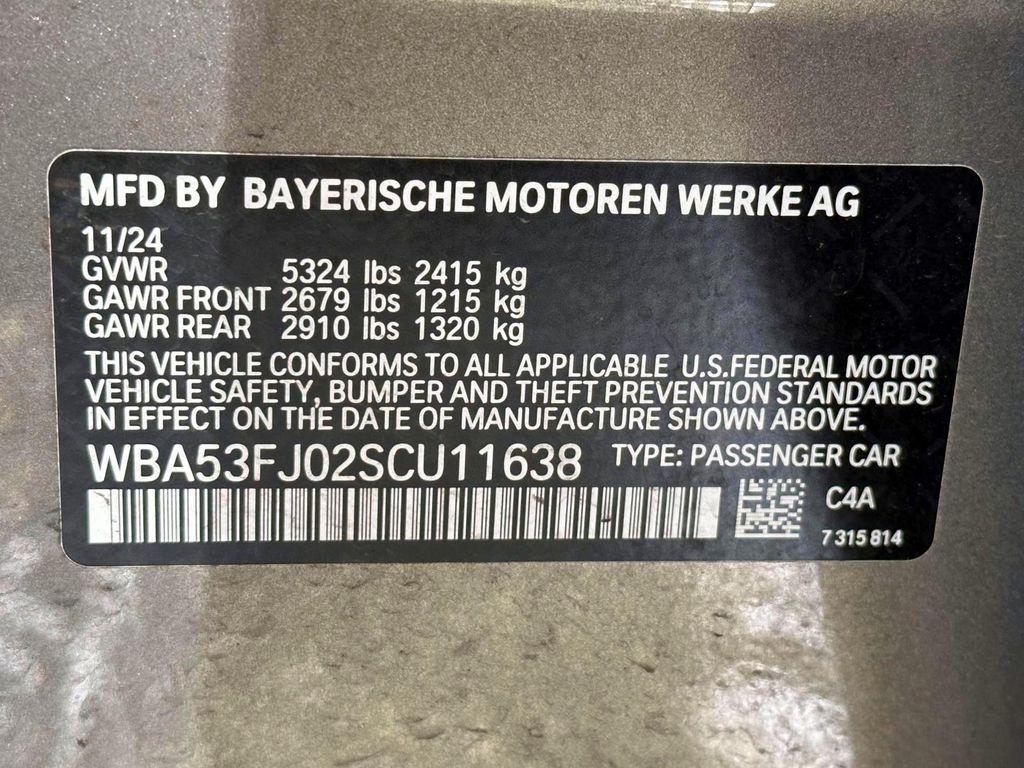 MFD BY BAYERISCHE MOTOREN WERKE AG
11/24
GVWR 5324 lbs 2415 kg
GAWR FRONT 2679 lbs 1215 kg
GAWR REAR 2910 lbs 1320 kg
THIS VEHICLE CONFORMS TO ALL APPLICABLE U.S.FEDERAL MOTOR
VEHICLE SAFETY, BUMPER AND THEFT PREVENTION STANDARDS
IN EFFECT ON THE DATE OF MANUFACTURE SHOWN ABOVE.
WBA53FJ02SCU11638 TYPE: PASSENGER CAR
C4A
7 315 814